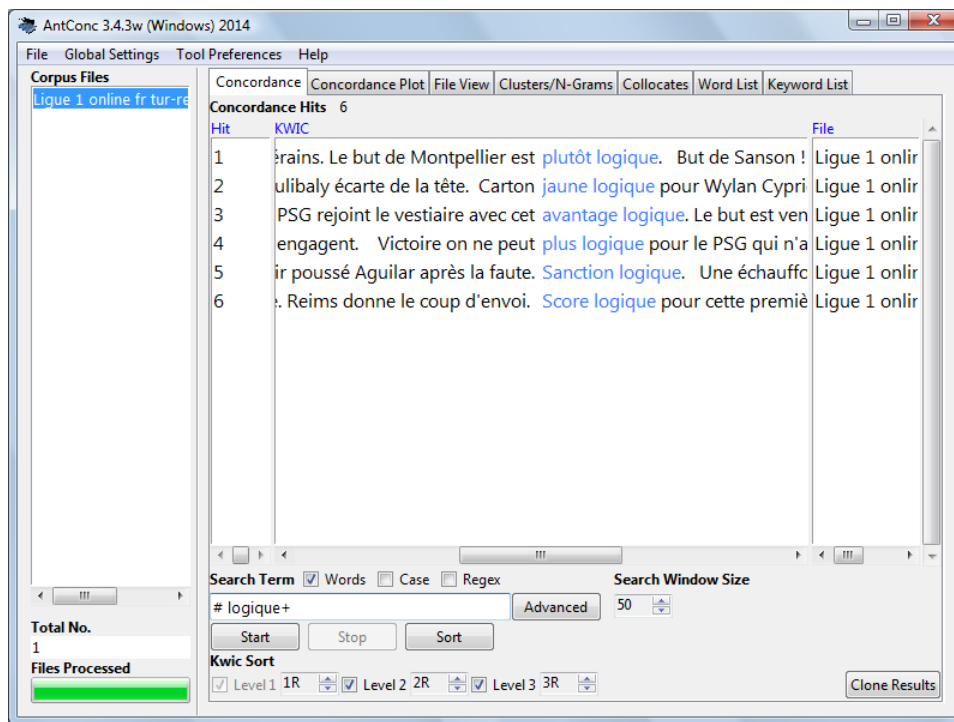 AntConc 3.4.3w (Windows) 2014
File Global Settings Tool Preferences Help
Corpus Files
Ligue 1 online fr tur-re
Concordance Concordance Plot File View Clusters/N-Grams Collocates Word List Keyword List
Concordance Hits 6
Hit KWIC File
1 érains. Le but de Montpellier est plutôt logique. But de Sanson ! Ligue 1 onlin
2 ulibaly écarte de la tête. Carton jaune logique pour Wylan Cypri Ligue 1 onlin
3 PSG rejoint le vestiaire avec cet avantage logique. Le but est ven Ligue 1 onlin
4 engagent. Victoire on ne peut plus logique pour le PSG qui n'a Ligue 1 onlin
5 ir poussé Aguilar après la faute. Sanction logique. Une échauffo Ligue 1 onlin
6 . Reims donne le coup d'envoi. Score logique pour cette premiè Ligue 1 onlin
Search Term Words Case Regex Search Window Size
# logique+ Advanced 50
Start Stop Sort
Total No.
1
Files Processed
Kwic Sort
Level 1 1R Level 2 2R Level 3 3R Clone Results